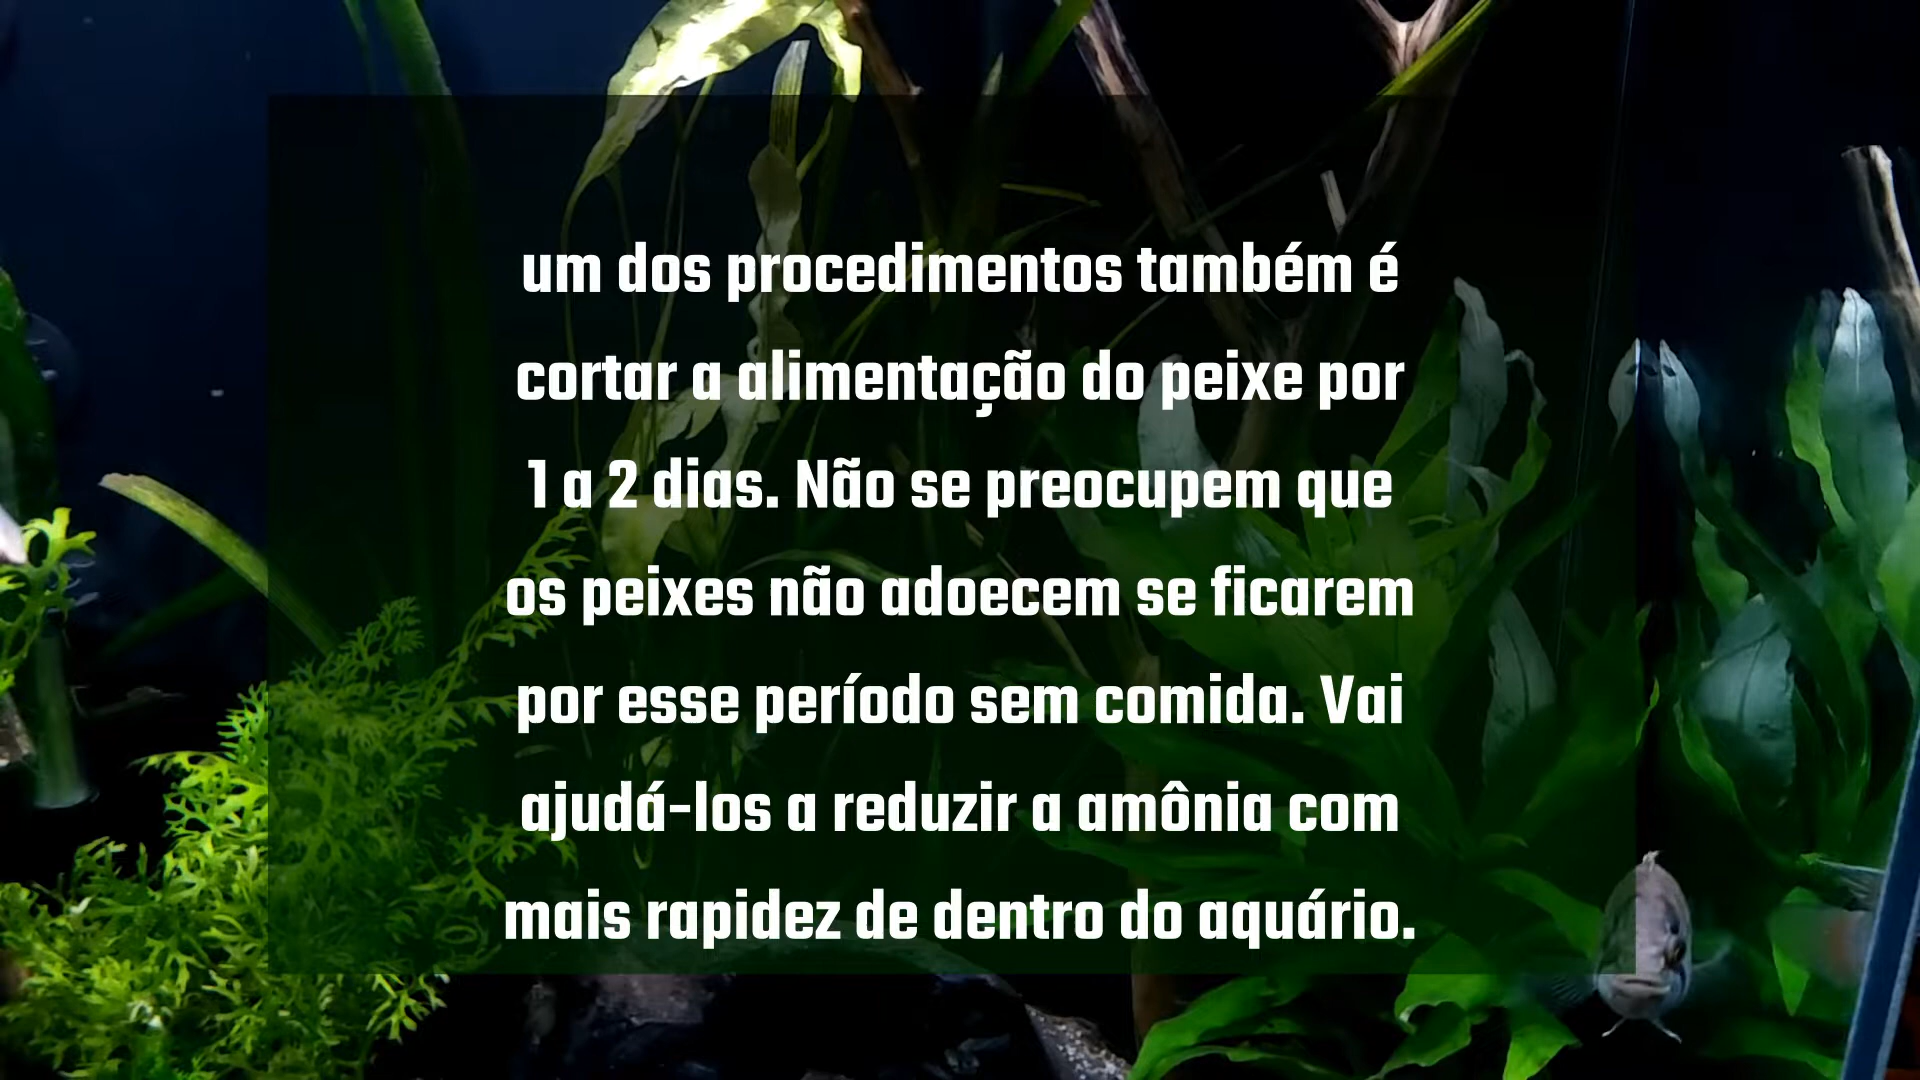 um dos procedimentos também é
cortar a alimentação do peixe por
1 a 2 dias. Não se preocupem que
os peixes não adoecem se ficarem
por esse período sem comida. Vai
ajudá-los a reduzir a amônia com
mais rapidez de dentro do aquário.